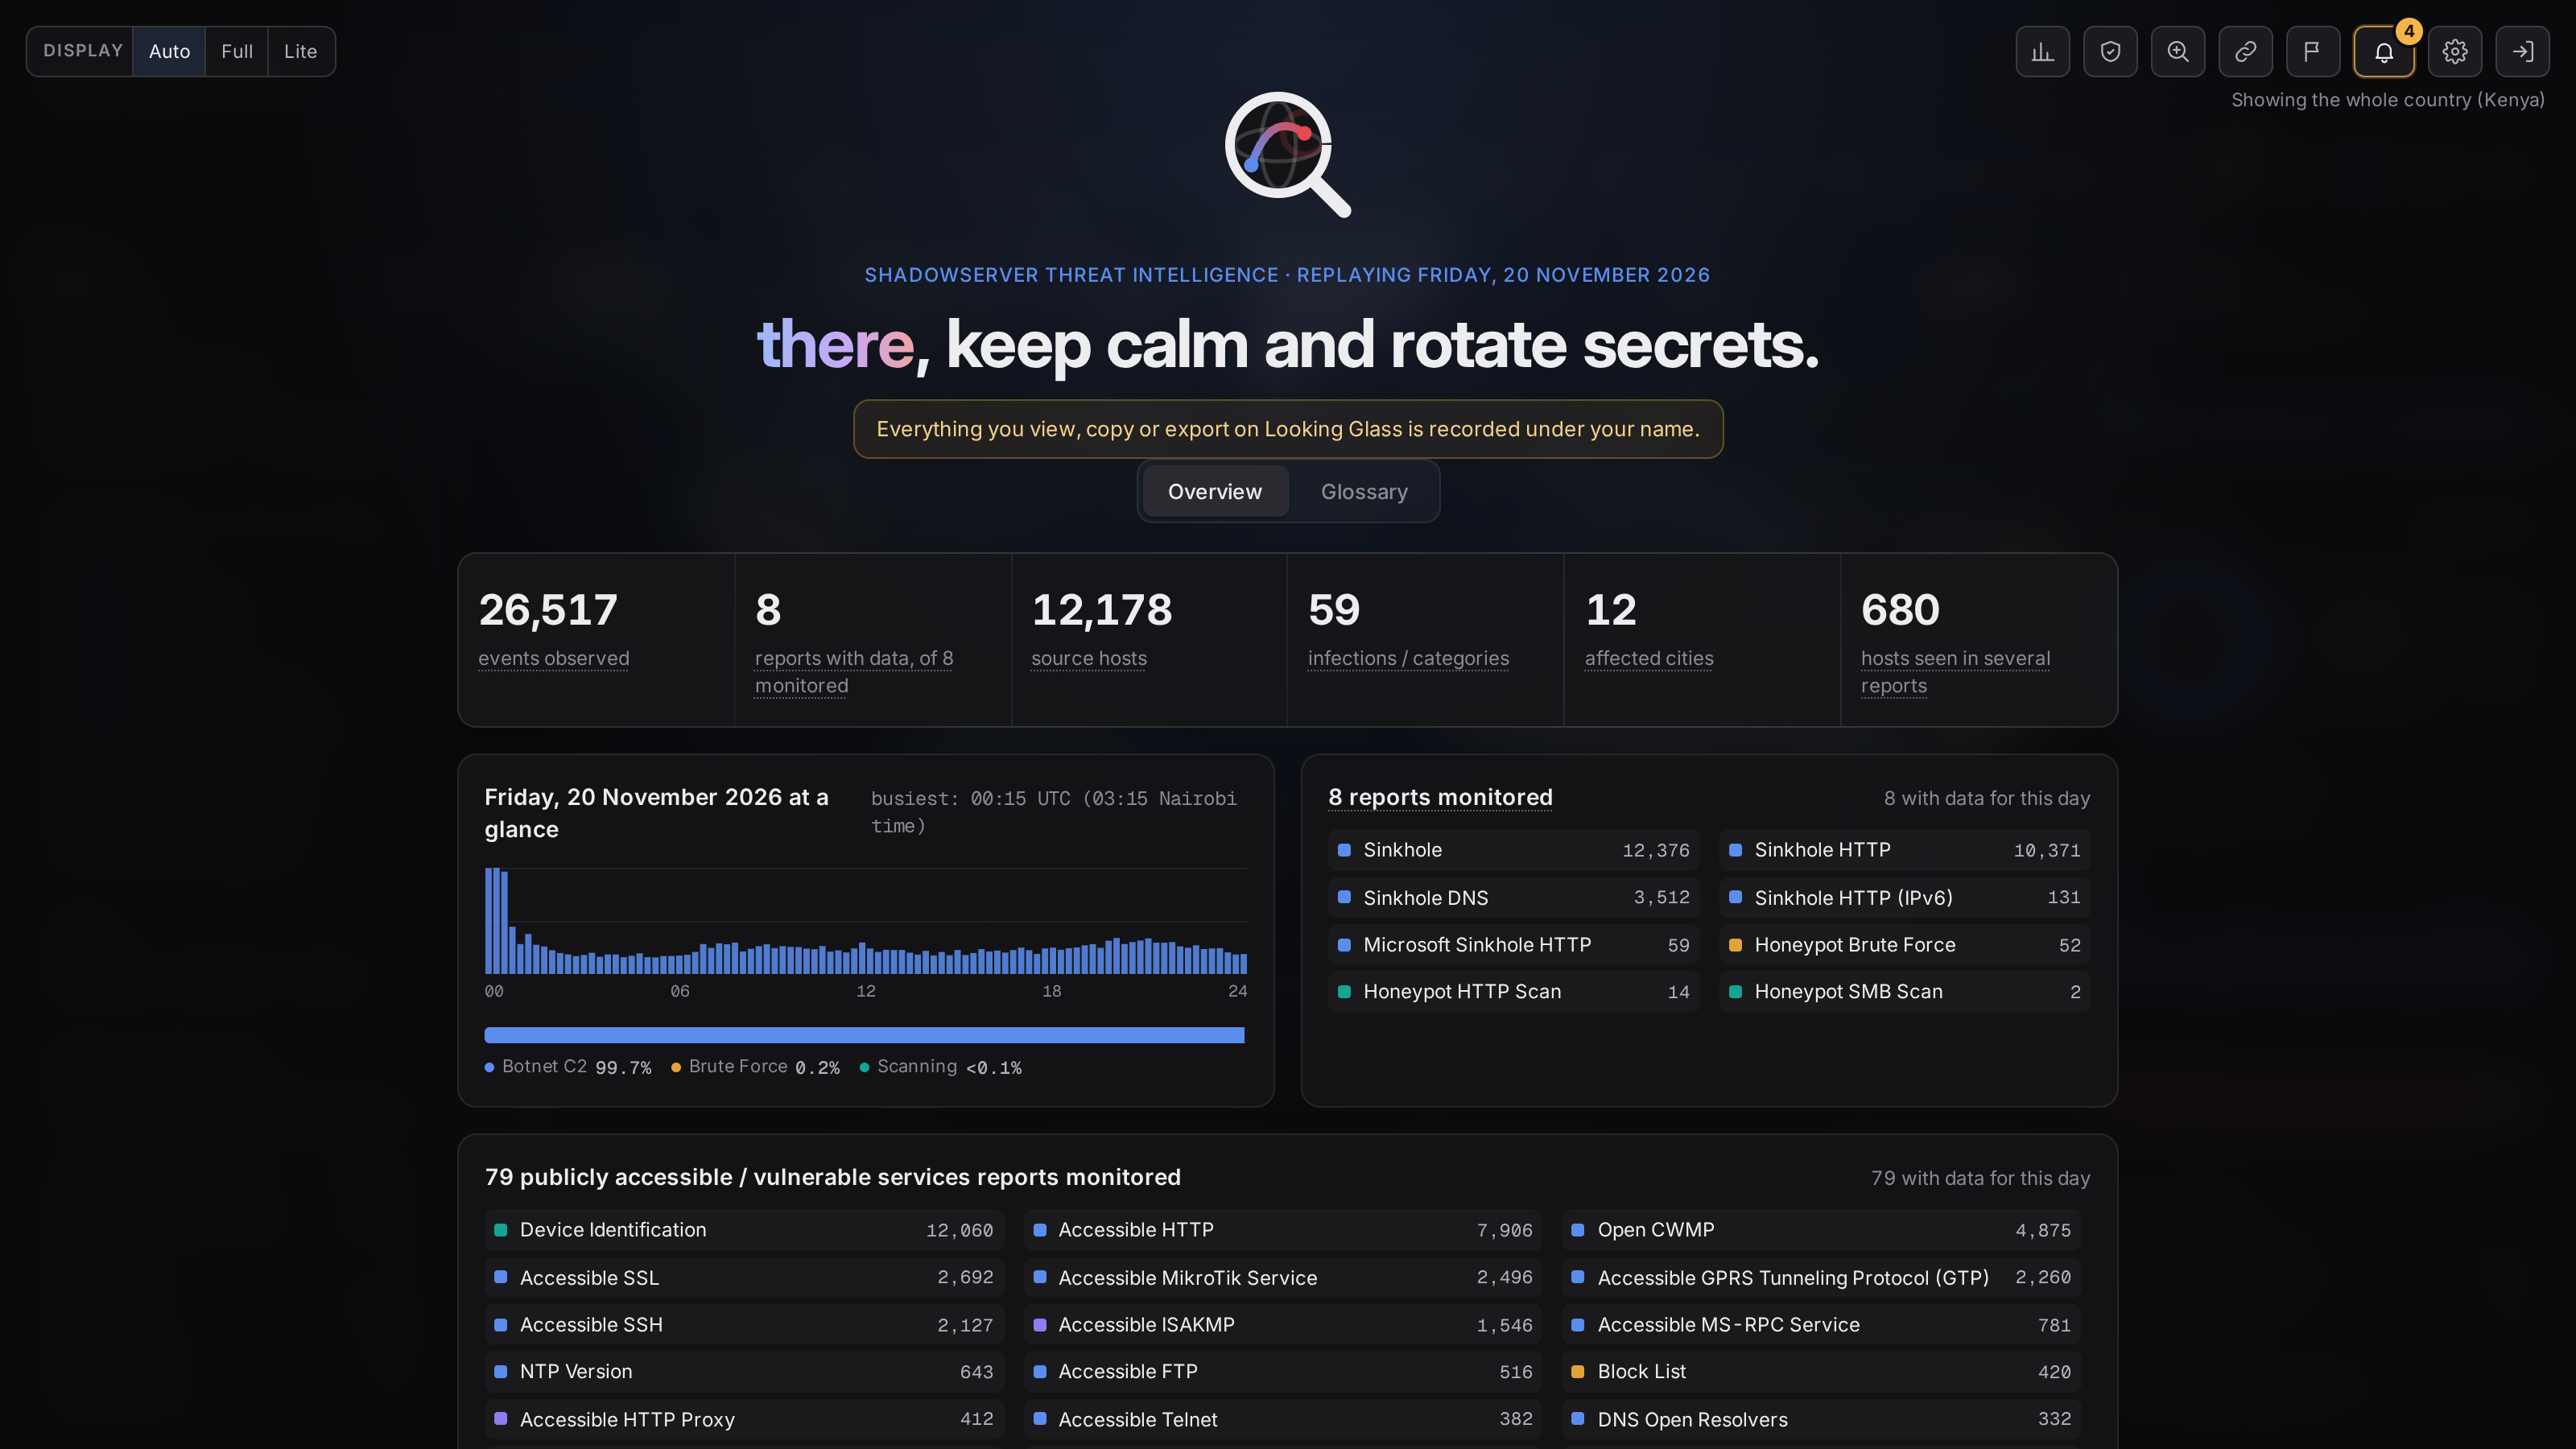 DISPLAY Auto Full Lite
4
Showing the whole country (Kenya)
SHADOWSERVER THREAT INTELLIGENCE · REPLAYING FRIDAY, 20 NOVEMBER 2026
there, keep calm and rotate secrets.
Everything you view, copy or export on Looking Glass is recorded under your name.
Overview Glossary
26,517
events observed
8
reports with data, of 8
monitored
12,178
source hosts
59
infections / categories
12
affected cities
680
hosts seen in several
reports
Friday, 20 November 2026 at a
glance
busiest: 00:15 UTC (03:15 Nairobi
time)
00 06 12 18 24
Botnet C2 99.7% Brute Force 0.2% Scanning <0.1%
8 reports monitored
8 with data for this day
Sinkhole 12,376
Sinkhole HTTP 10,371
Sinkhole DNS 3,512
Sinkhole HTTP (IPv6) 131
Microsoft Sinkhole HTTP 59
Honeypot Brute Force 52
Honeypot HTTP Scan 14
Honeypot SMB Scan 2
79 publicly accessible / vulnerable services reports monitored
79 with data for this day
Device Identification 12,060
Accessible HTTP 7,906
Open CWMP 4,875
Accessible SSL 2,692
Accessible MikroTik Service 2,496
Accessible GPRS Tunneling Protocol (GTP) 2,260
Accessible SSH 2,127
Accessible ISAKMP 1,546
Accessible MS-RPC Service 781
NTP Version 643
Accessible FTP 516
Block List 420
Accessible HTTP Proxy 412
Accessible Telnet 382
DNS Open Resolvers 332